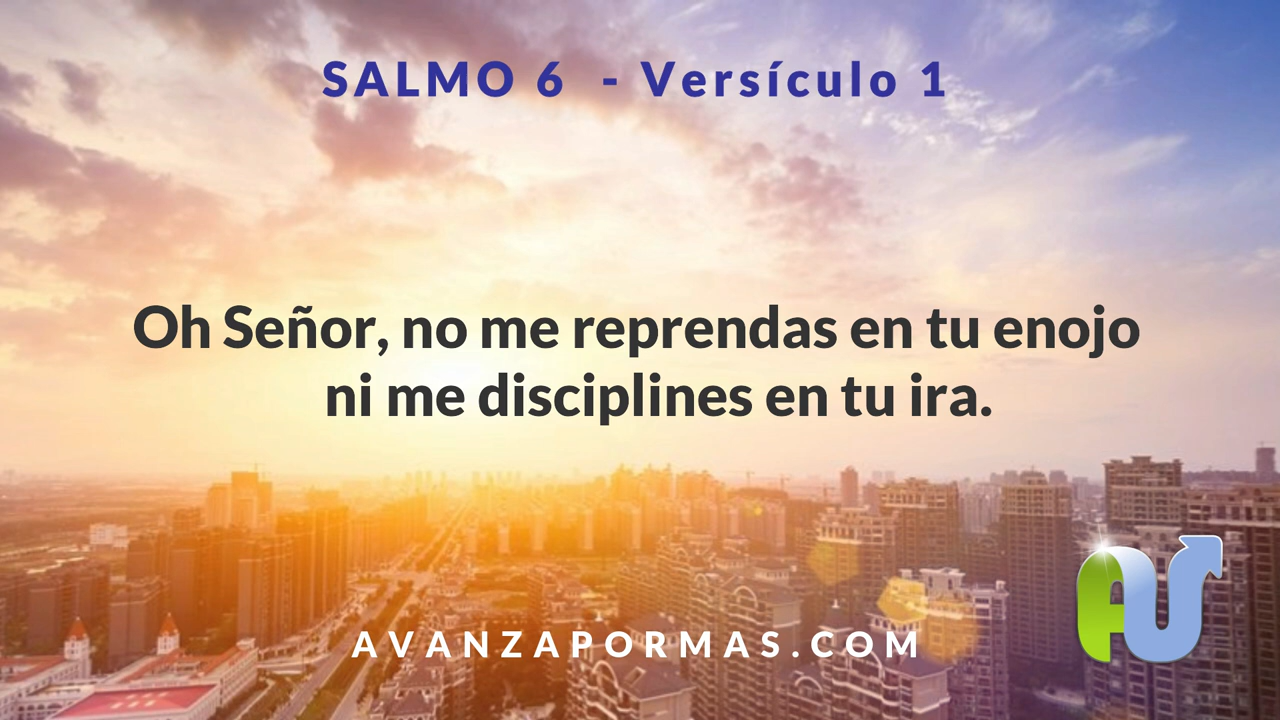 SALMO 6 - Versículo 1
Oh Señor, no me reprendas en tu enojo
ni me disciplines en tu ira.
AVANZAPORMAS.COM